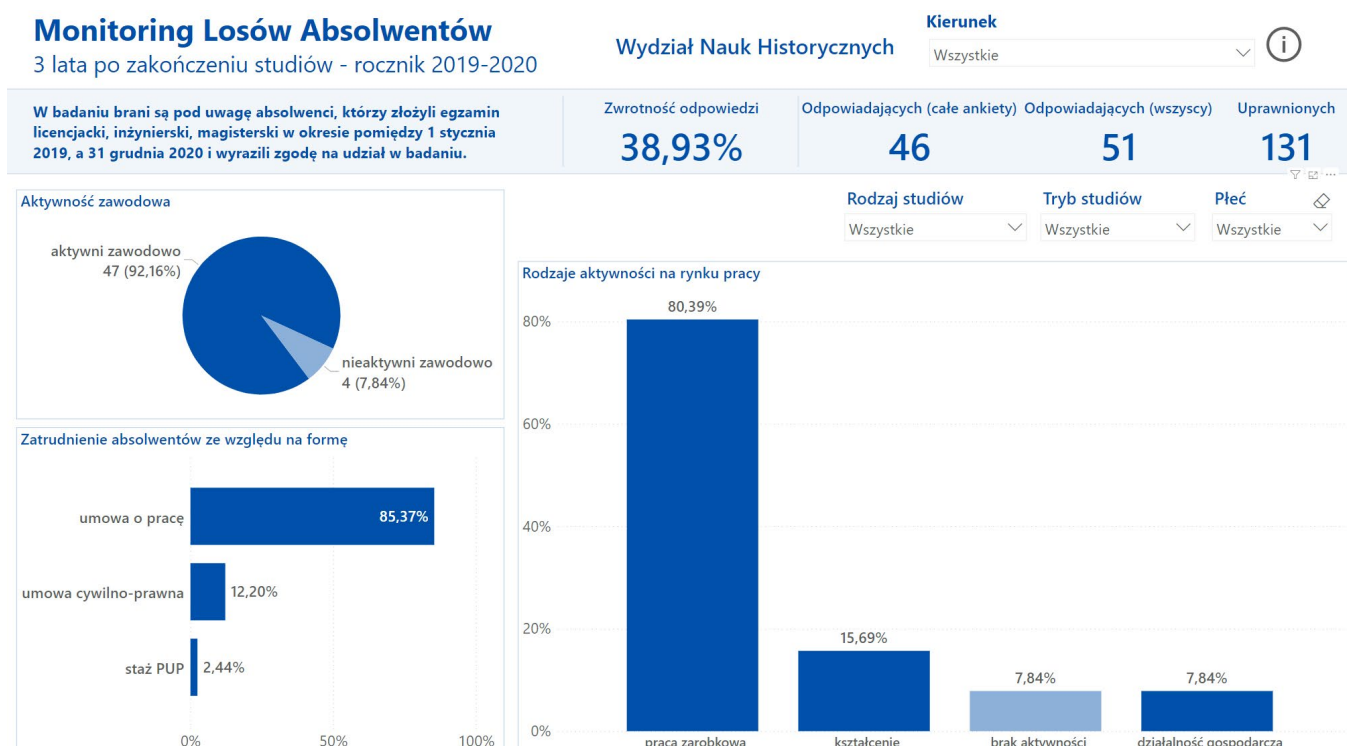 Monitoring Losów Absolwentów
3 lata po zakończeniu studiów - rocznik 2019-2020
Wydział Nauk Historycznych
Kierunek
Wszystkie
i
W badaniu brani są pod uwagę absolwenci, którzy złożyli egzamin
licencjacki, inżynierski, magisterski w okresie pomiędzy 1 stycznia
2019, a 31 grudnia 2020 i wyrazili zgodę na udział w badaniu.
Zwrotność odpowiedzi
38,93%
Odpowiadających (całe ankiety)
46
Odpowiadających (wszyscy)
51
Uprawnionych
131
Aktywność zawodowa
aktywni zawodowo
47 (92,16%)
nieaktywni zawodowo
4 (7,84%)
Rodzaj studiów
Wszystkie
Tryb studiów
Wszystkie
Płeć
Wszystkie
Zatrudnienie absolwentów ze względu na formę
umowa o pracę
85,37%
umowa cywilno-prawna
12,20%
staż PUP
2,44%
0%
50%
100%
Rodzaje aktywności na rynku pracy
80%
60%
40%
20%
0%
80,39%
15,69%
7,84%
7,84%
praca zarobkowa
kształcenie
brak aktywności
działalność gospodarcza